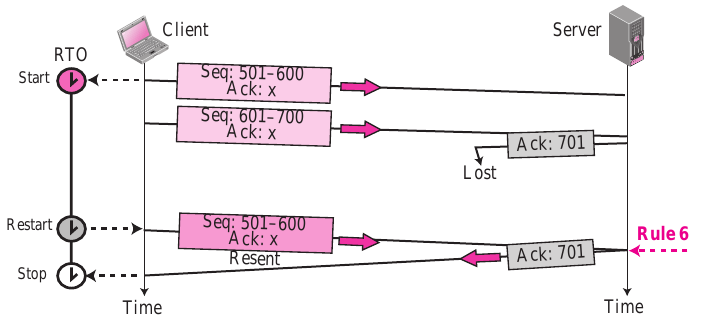 Client
Server
RTO
Start
Seq: 501–600
Ack: x
Seq: 601–700
Ack: x
Ack: 701
Lost
Restart
Seq: 501–600
Ack: x
Resent
Rule 6
Ack: 701
Stop
Time
Time